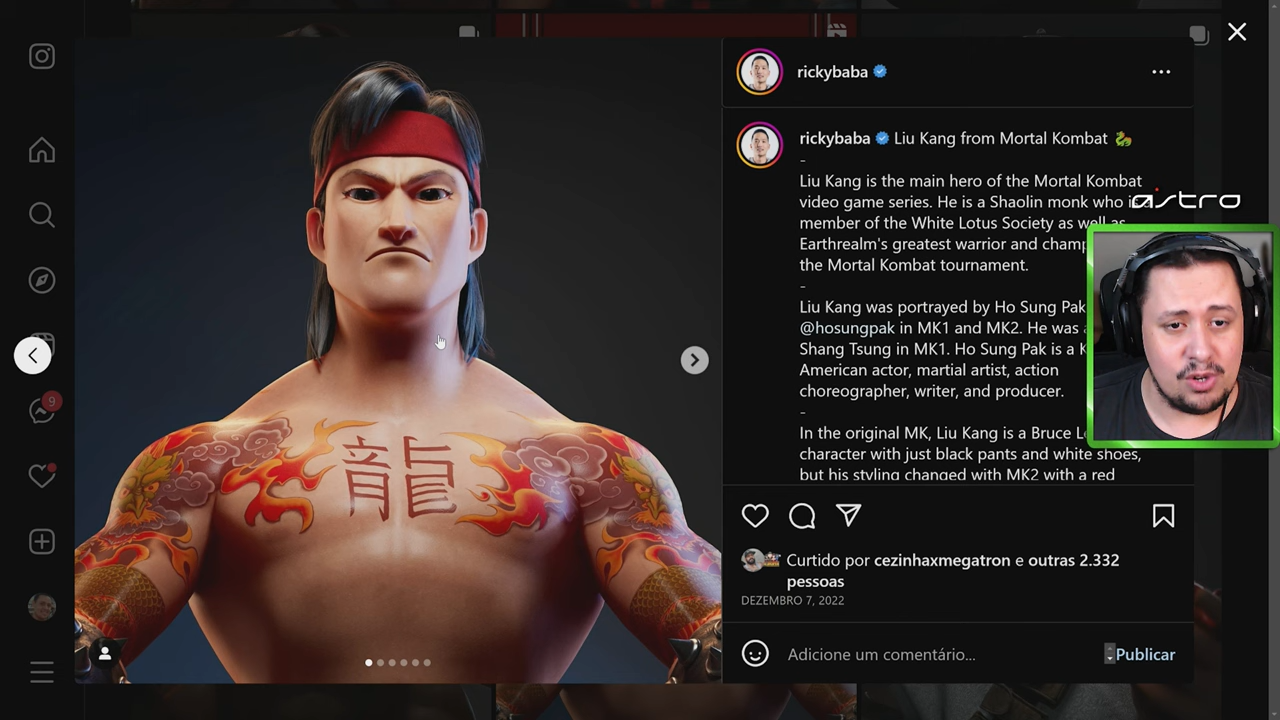 rickybaba
rickybaba Liu Kang from Mortal Kombat
-
Liu Kang is the main hero of the Mortal Kombat
video game series. He is a Shaolin monk who
member of the White Lotus Society as well as
Earthrealm's greatest warrior and
the Mortal Kombat tournament.
-
Liu Kang was portrayed by Ho Sung Pak
@hosungpak in MK1 and MK2. He was
Shang Tsung in MK1. Ho Sung Pak is a
American actor, martial artist, action
choreographer, writer, and producer.
-
In the original MK, Liu Kang is a Bruce
character with just black pants and white shoes,
but his styling changed with MK2 with a red
astro
龍
9
Curtido por cezinhaxmegatron e outras 2.332
pessoas
DEZEMBRO 7, 2022
Adicione um comentário...
Publicar